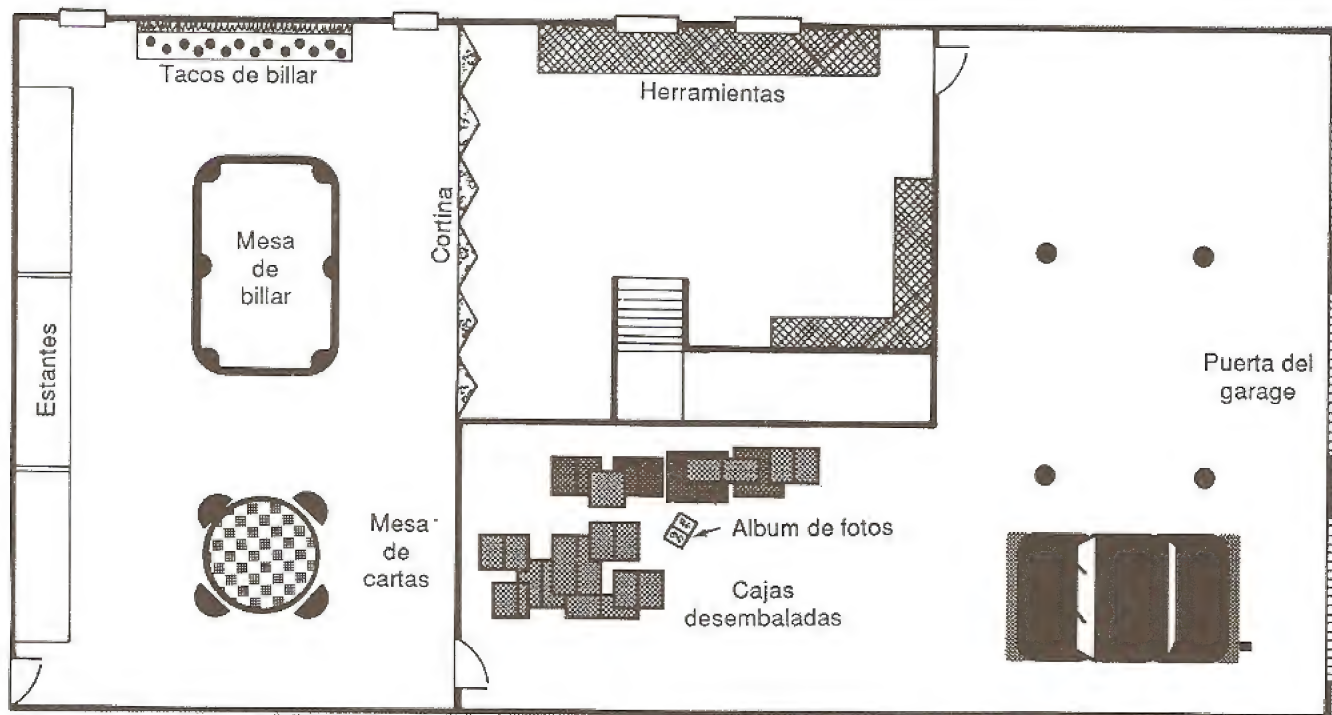 Tacos de billar
Herramientas
Cortina
Mesa
de
billar
Estantes
Puerta del
garage
Mesa
de
cartas
Album de fotos
Cajas
desembaladas